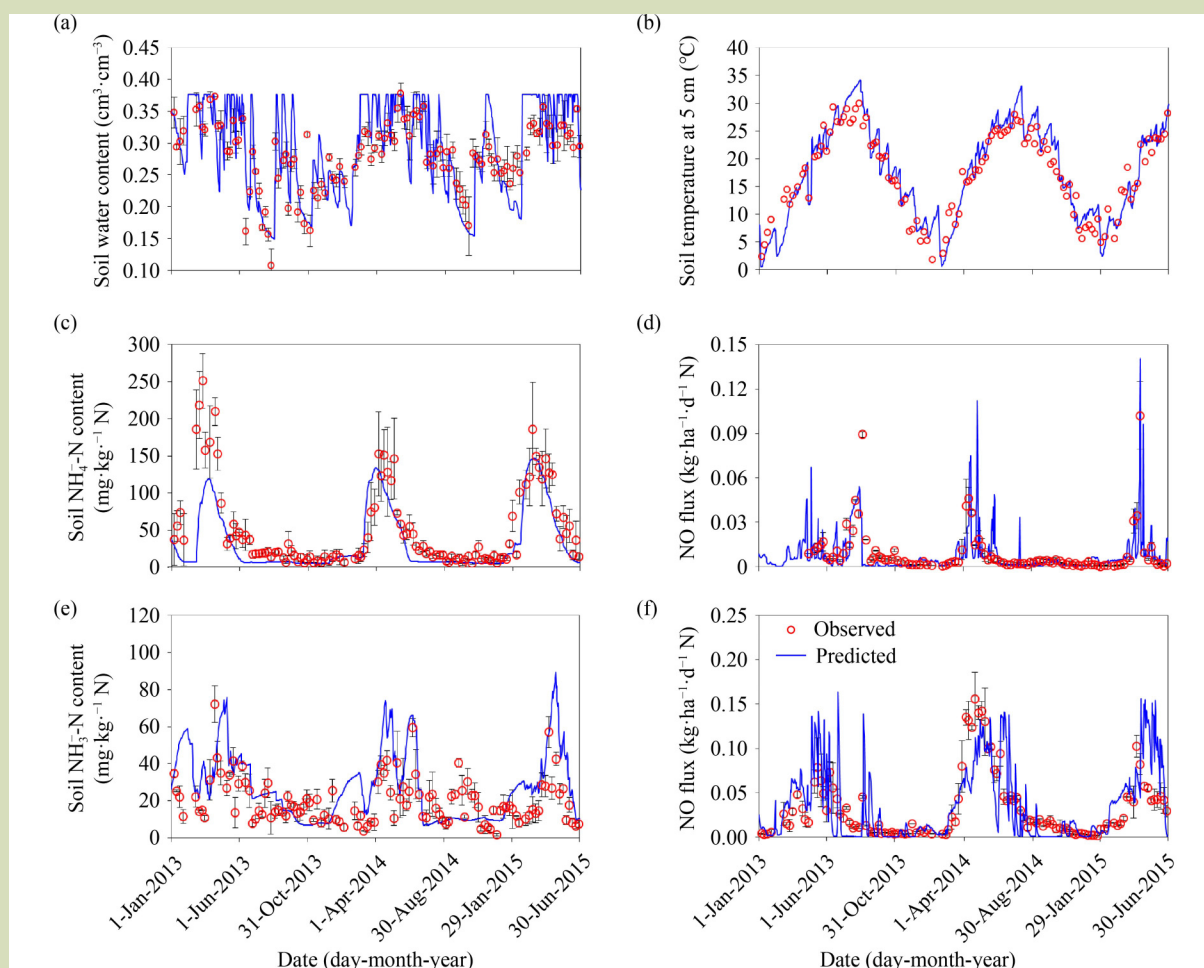 (a)
Soil water content (cm³·cm⁻³)
0.45
0.40
0.35
0.30
0.25
0.20
0.15
0.10
(b)
Soil temperature at 5 cm (℃)
40
35
30
25
20
15
10
5
0
(c)
Soil NH₄⁻-N content
(mg·kg·⁻¹ N)
300
250
200
150
100
50
0
(d)
NO flux (kg·ha⁻¹·d⁻¹ N)
0.15
0.12
0.09
0.06
0.03
0
(e)
Soil NH₃⁻-N content
(mg·kg·⁻¹ N)
120
100
80
60
40
20
0
1-Jan-2013
1-Jun-2013
31-Oct-2013
1-Apr-2014
30-Aug-2014
29-Jan-2015
30-Jun-2015
Date (day-month-year)
(f)
NO flux (kg·ha⁻¹·d⁻¹ N)
0.25
0.20
0.15
0.10
0.05
0.00
Observed
Predicted
1-Jan-2013
1-Jun-2013
31-Oct-2013
1-Apr-2014
30-Aug-2014
29-Jan-2015
30-Jun-2015
Date (day-month-year)